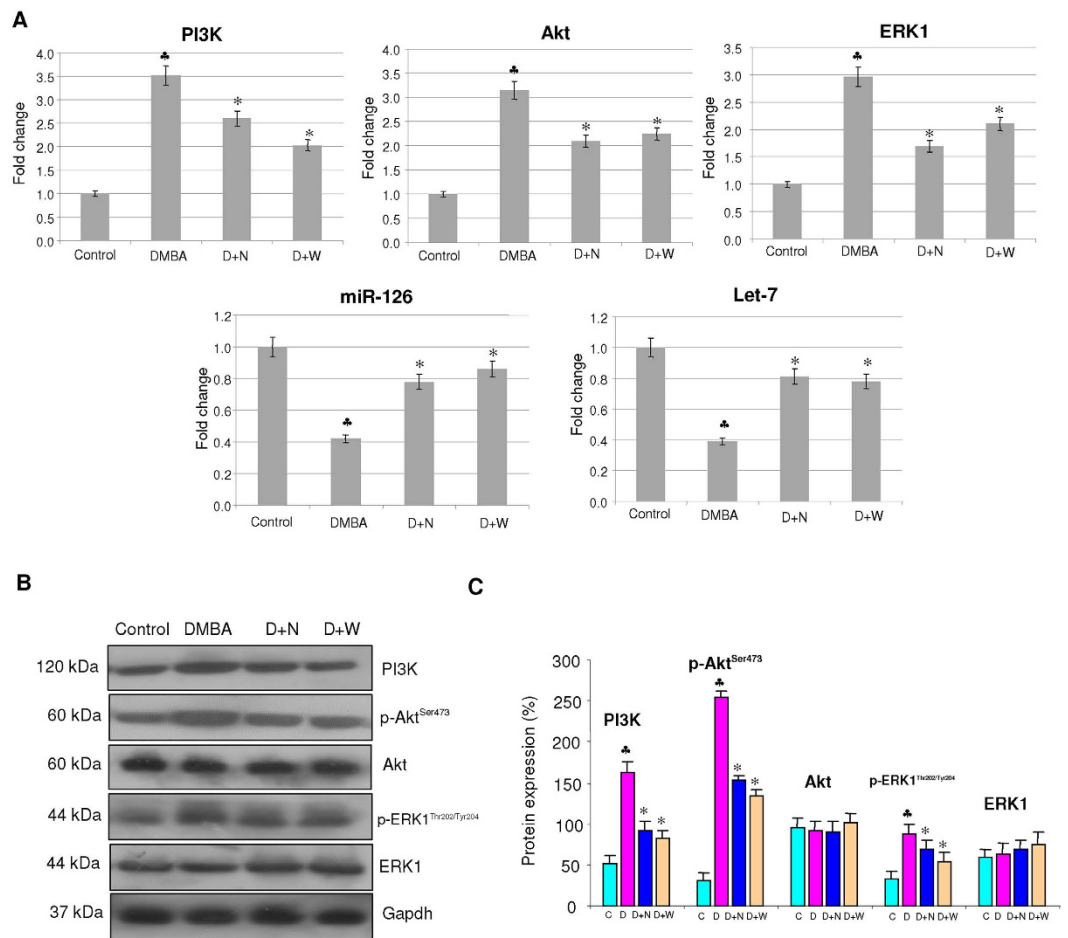 A
PI3K
Fold change
4.0
3.5
3.0
2.5
2.0
1.5
1.0
0.5
0.0
♣
*
*
Control DMBA D+N D+W
Akt
Fold change
4.0
3.5
3.0
2.5
2.0
1.5
1.0
0.5
0.0
♣
*
*
Control DMBA D+N D+W
ERK1
Fold change
3.5
3.0
2.5
2.0
1.5
1.0
0.5
0.0
♣
*
*
Control DMBA D+N D+W
miR-126
Fold change
1.2
1.0
0.8
0.6
0.4
0.2
0.0
♣
*
*
Control DMBA D+N D+W
Let-7
Fold change
1.2
1.0
0.8
0.6
0.4
0.2
0.0
♣
*
*
Control DMBA D+N D+W
B
Control DMBA D+N D+W
120 kDa PI3K
60 kDa p-Akt^Ser473
60 kDa Akt
44 kDa p-ERK1^Thr202/Tyr204
44 kDa ERK1
37 kDa Gapdh
C
Protein expression (%)
300
250
200
150
100
50
0
PI3K
♣
*
*
p-Akt^Ser473
♣
*
*
Akt
p-ERK1^Thr202/Tyr204
♣
*
*
ERK1
C D D+N D+W C D D+N D+W C D D+N D+W C D D+N D+W C D D+N D+W